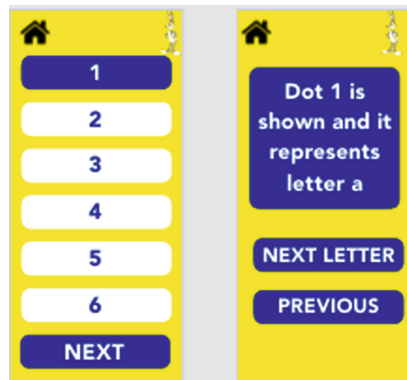 1
2
3
4
5
6
NEXT
Dot 1 is
shown and it
represents
letter a
NEXT LETTER
PREVIOUS